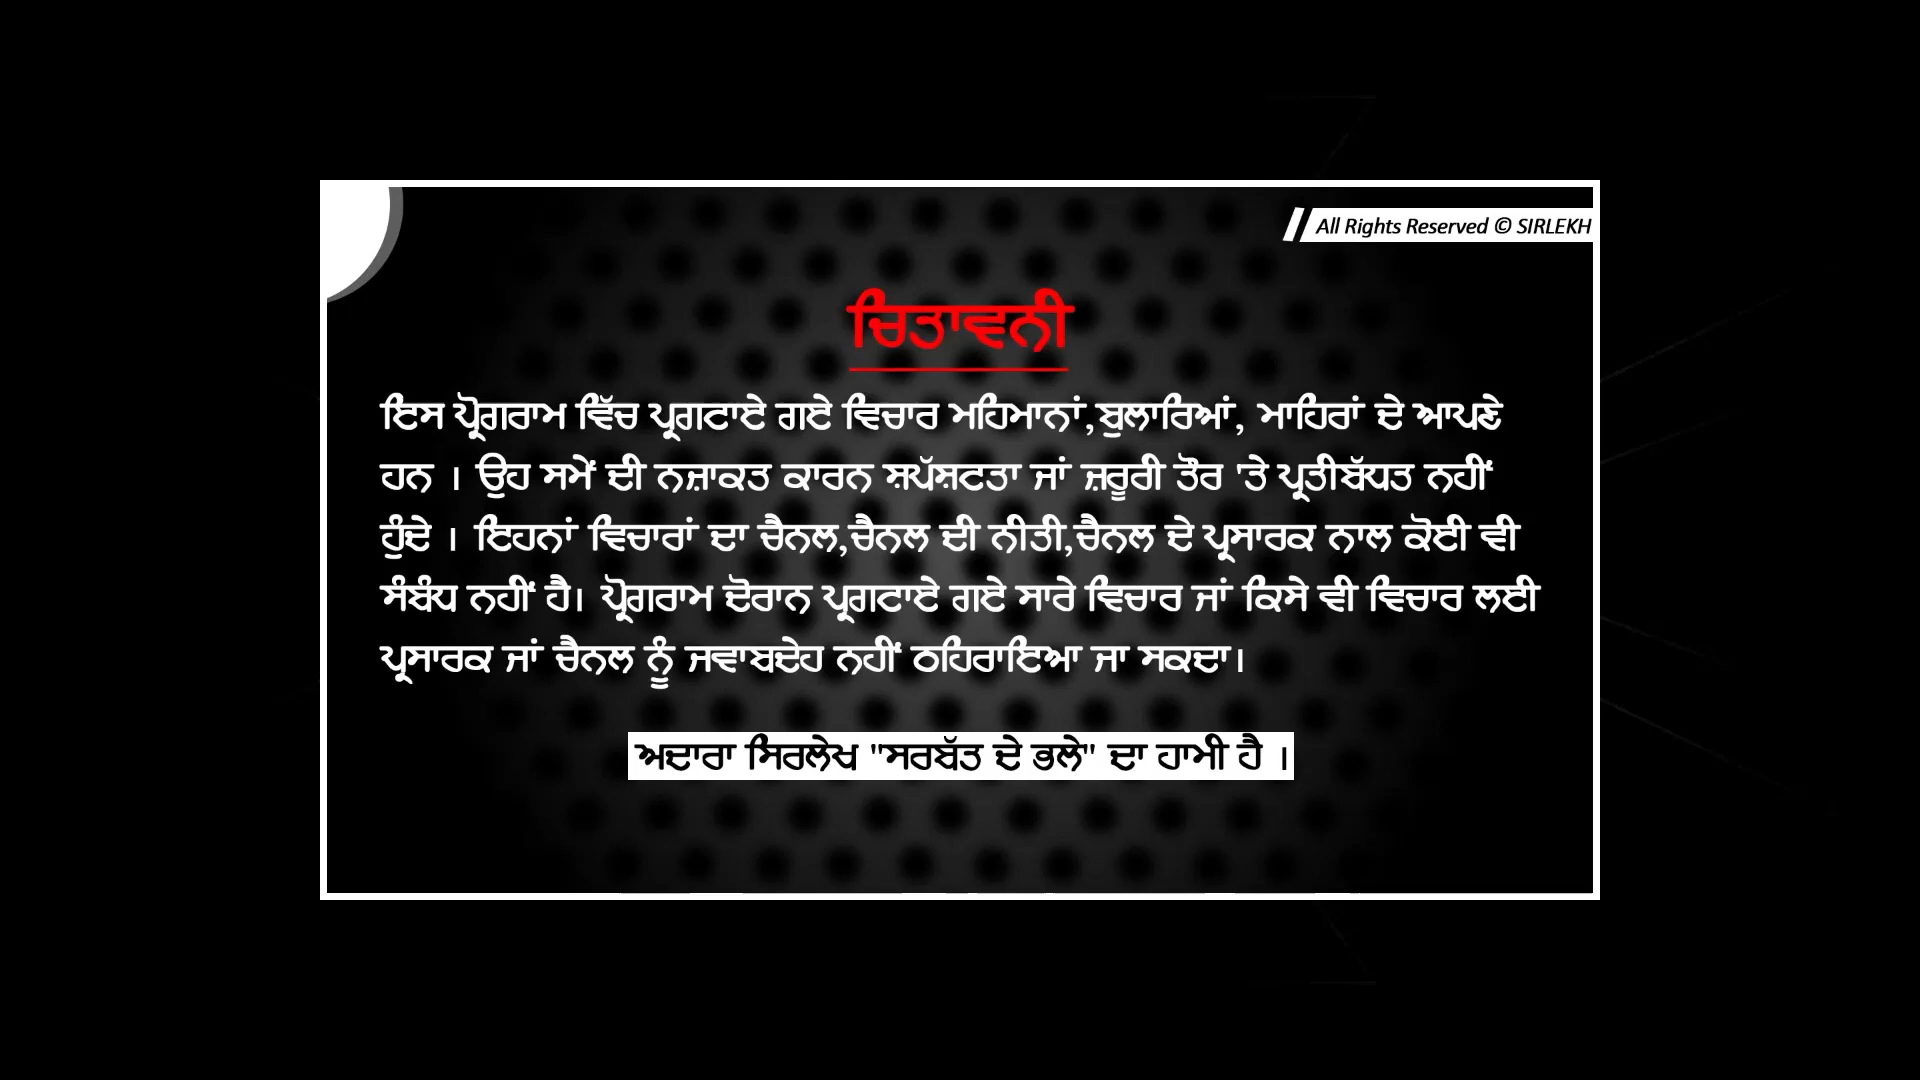 All Rights Reserved © SIRLEKH
ਚਿਤਾਵਨੀ
ਇਸ ਪ੍ਰੋਗਰਾਮ ਵਿੱਚ ਪ੍ਰਗਟਾਏ ਗਏ ਵਿਚਾਰ ਮਹਿਮਾਨਾਂ,ਬੁਲਾਰਿਆਂ, ਮਾਹਿਰਾਂ ਦੇ ਆਪਣੇ
ਹਨ । ਉਹ ਸਮੇਂ ਦੀ ਨਜ਼ਾਕਤ ਕਾਰਨ ਸ਼ਪੱਸ਼ਟਤਾ ਜਾਂ ਜ਼ਰੂਰੀ ਤੌਰ 'ਤੇ ਪ੍ਰਤੀਬੱਧਤ ਨਹੀਂ
ਹੁੰਦੇ । ਇਹਨਾਂ ਵਿਚਾਰਾਂ ਦਾ ਚੈਨਲ,ਚੈਨਲ ਦੀ ਨੀਤੀ,ਚੈਨਲ ਦੇ ਪ੍ਰਸਾਰਕ ਨਾਲ ਕੋਈ ਵੀ
ਸੰਬੰਧ ਨਹੀਂ ਹੈ। ਪ੍ਰੋਗਰਾਮ ਦੋਰਾਨ ਪ੍ਰਗਟਾਏ ਗਏ ਸਾਰੇ ਵਿਚਾਰ ਜਾਂ ਕਿਸੇ ਵੀ ਵਿਚਾਰ ਲਈ
ਪ੍ਰਸਾਰਕ ਜਾਂ ਚੈਨਲ ਨੂੰ ਜਵਾਬਦੇਹ ਨਹੀਂ ਠਹਿਰਾਇਆ ਜਾ ਸਕਦਾ।
ਅਦਾਰਾ ਸਿਰਲੇਖ "ਸਰਬੱਤ ਦੇ ਭਲੇ" ਦਾ ਹਾਮੀ ਹੈ ।